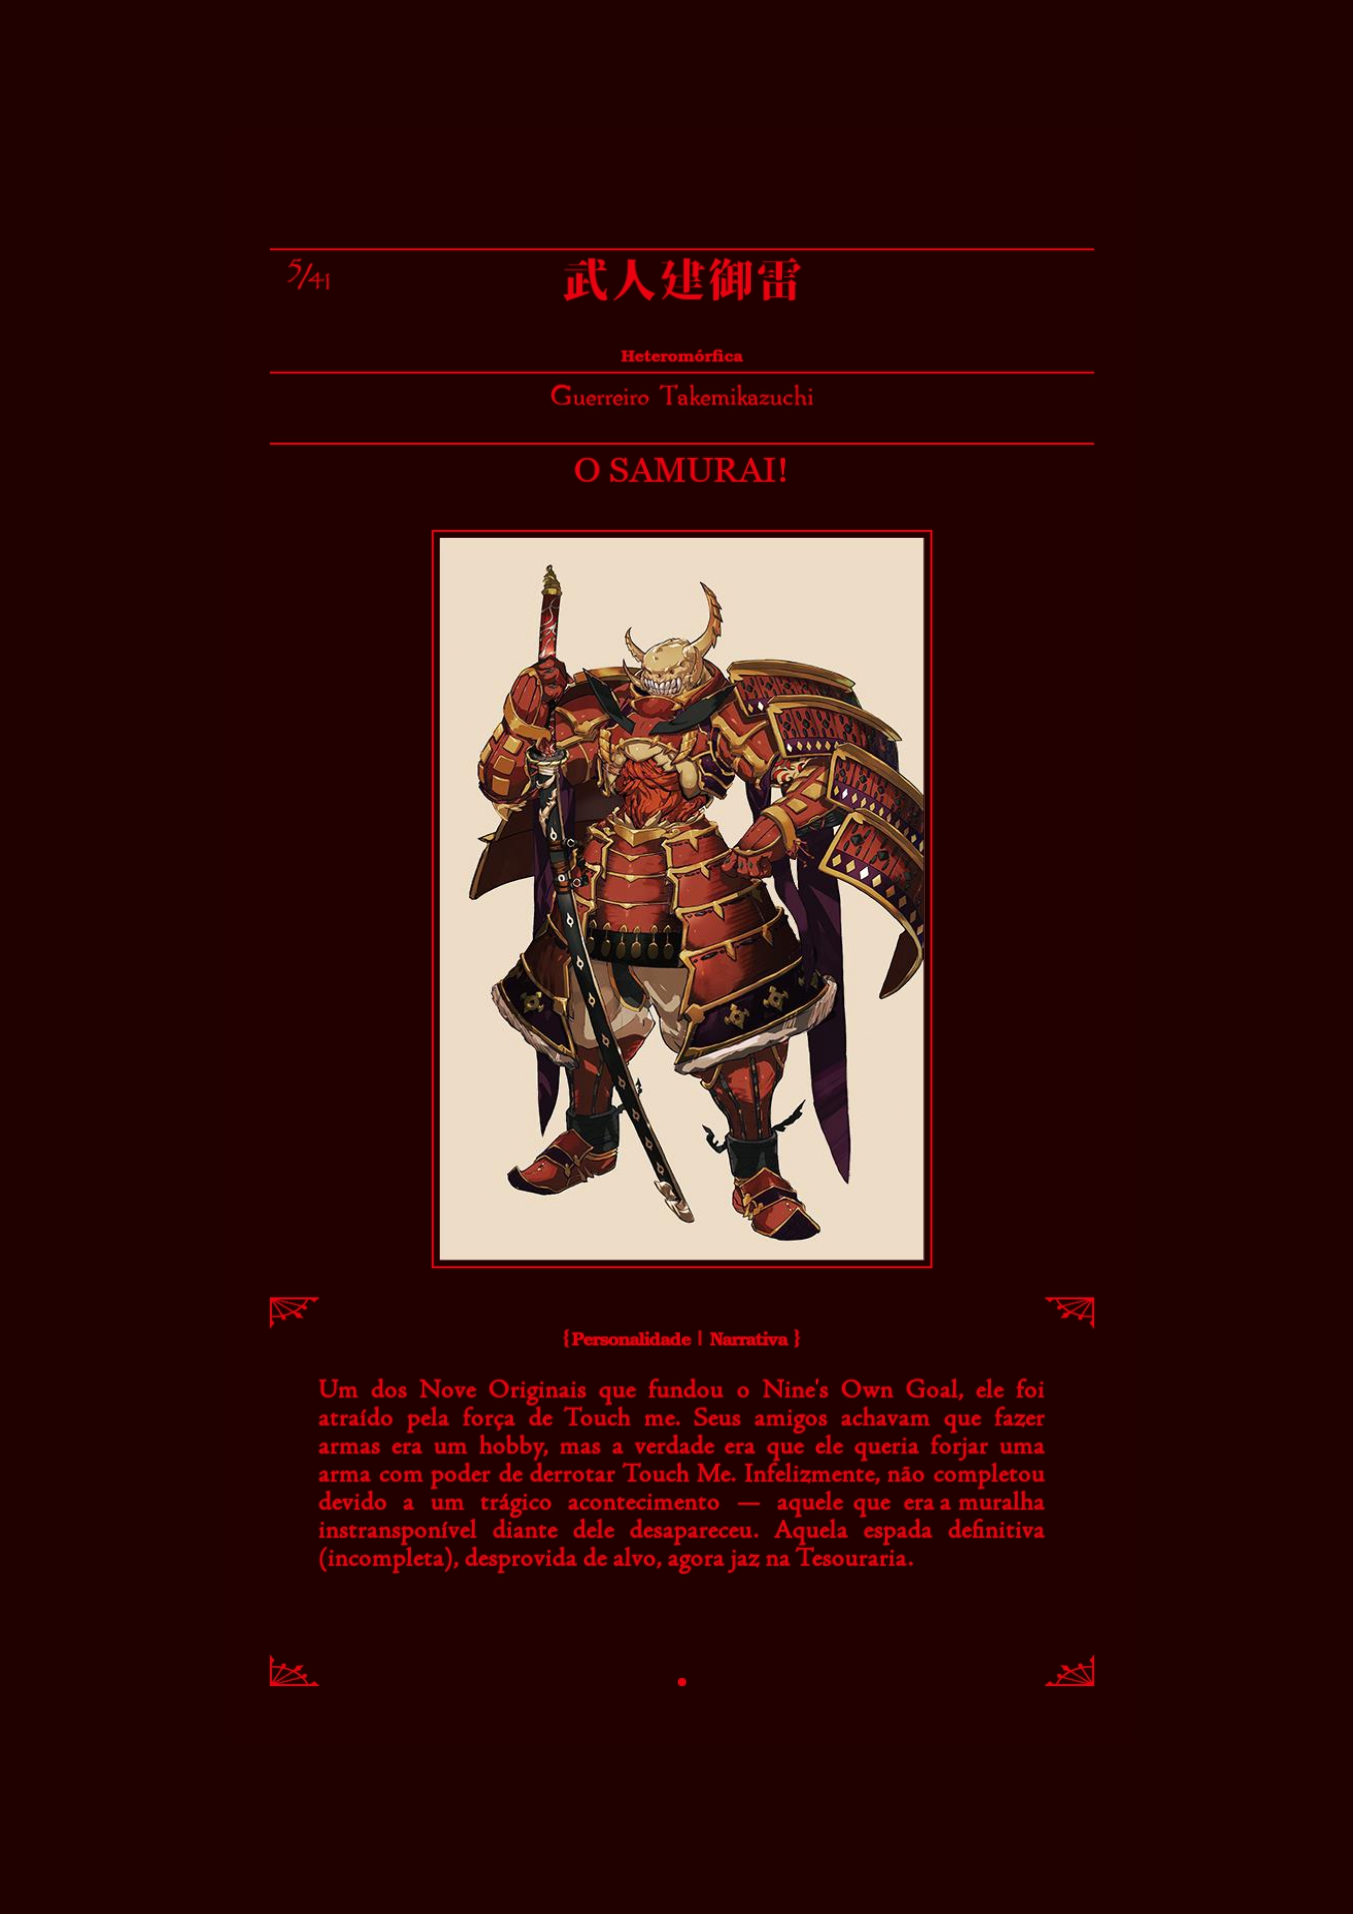 5/41
武人建御雷
Heteromórfica
Guerreiro Takemikazuchi
O SAMURAI!
{Personalidade | Narrativa }
Um dos Nove Originais que fundou o Nine's Own Goal, ele foi
atraído pela força de Touch me. Seus amigos achavam que fazer
armas era um hobby, mas a verdade era que ele queria forjar uma
arma com poder de derrotar Touch Me. Infelizmente, não completou
devido a um trágico acontecimento — aquele que era a muralha
instransponível diante dele desapareceu. Aquela espada definitiva
(incompleta), desprovida de alvo, agora jaz na Tesouraria.